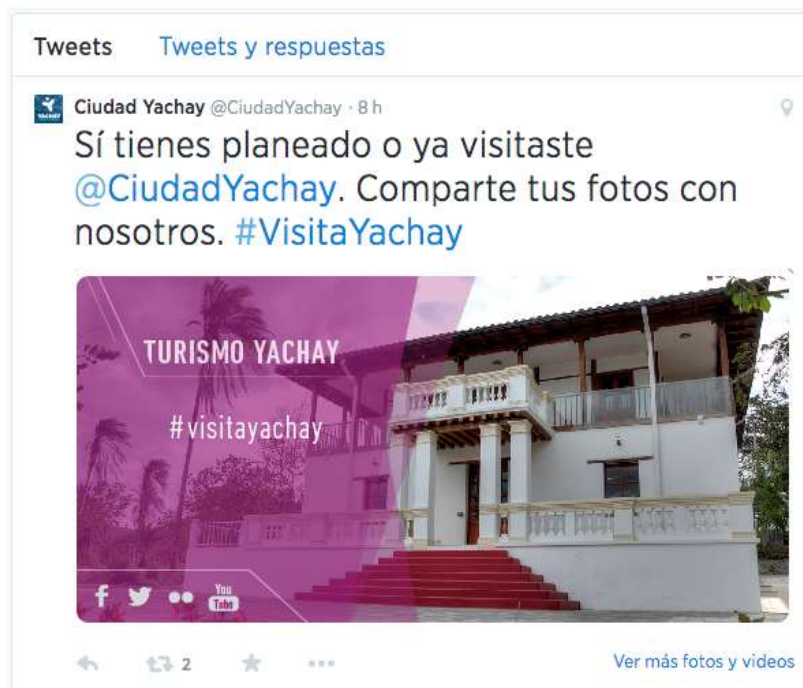 Tweets Tweets y respuestas
YACHAY
Ciudad Yachay @CiudadYachay · 8 h
Sí tienes planeado o ya visitaste
@CiudadYachay. Comparte tus fotos con
nosotros. #VisitaYachay
TURISMO YACHAY
#visitayachay
f You
Tube
2 Ver más fotos y videos